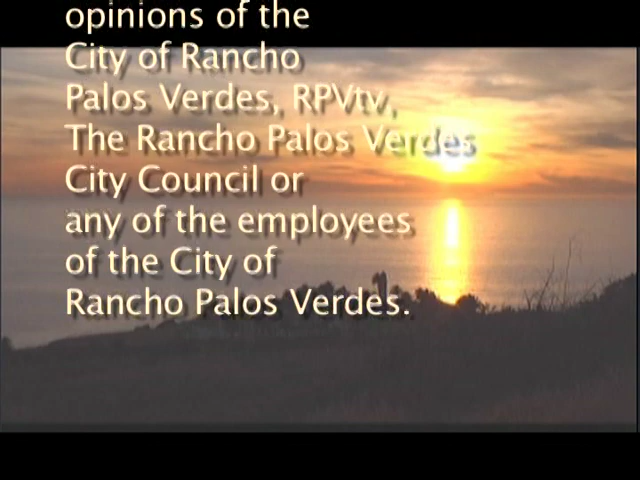 opinions of the
City of Rancho
Palos Verdes, RPVtv,
The Rancho Palos Verdes
City Council or
any of the employees
of the City of
Rancho Palos Verdes.